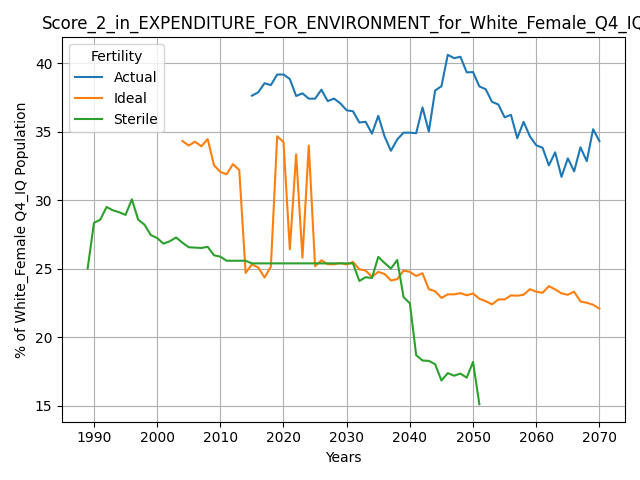 Score_2_in_EXPENDITURE_FOR_ENVIRONMENT_for_White_Female_Q4_IQ
Fertility
Actual
Ideal
Sterile
% of White_Female Q4_IQ Population
40
35
30
25
20
15
1990 2000 2010 2020 2030 2040 2050 2060 2070
Years